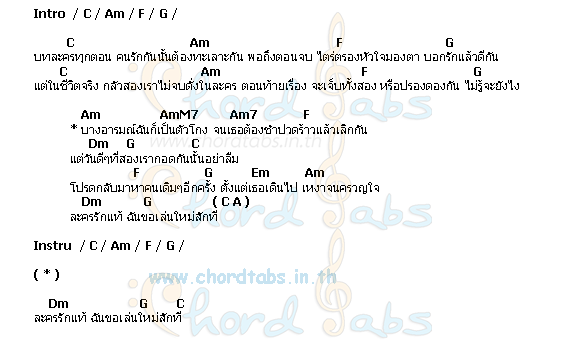 Intro / C / Am / F / G /
C Am F G
บทละครทุกตอน คนรักกันนั้นต้องทะเลาะกัน พอถึงตอนจบ ไตร่ตรองหัวใจมองตา บอกรักแล้วดีกัน
C Am F G
แต่ในชีวิตจริง กลัวสองเราไม่จบดั่งในละคร ตอนท้ายเรื่อง จะเจ็บทั้งสอง หรือปรองดองกัน ไม่รู้จะยังไง
Am AmM7 Am7 F
* บางอารมณ์ฉันก็เป็นตัวโกง จนเธอต้องช้ำปวดร้าวแล้วเลิกกัน
Dm G C
แต่วันดีๆที่สองเรากอดกันนั้นอย่าลืม
F G Em Am
โปรดกลับมาหาคนเดิมๆอีกครั้ง ตั้งแต่เธอเดินไป เหงาจนครวญใจ
Dm G ( C A )
ละครรักแท้ ฉันขอเล่นใหม่สักที
Instru / C / Am / F / G /
( * )
Dm G C
ละครรักแท้ ฉันขอเล่นใหม่สักที
Chord Tabs
www.chordtabs.in.th
Chord Tabs
www.chordtabs.in.th
Chord Tabs